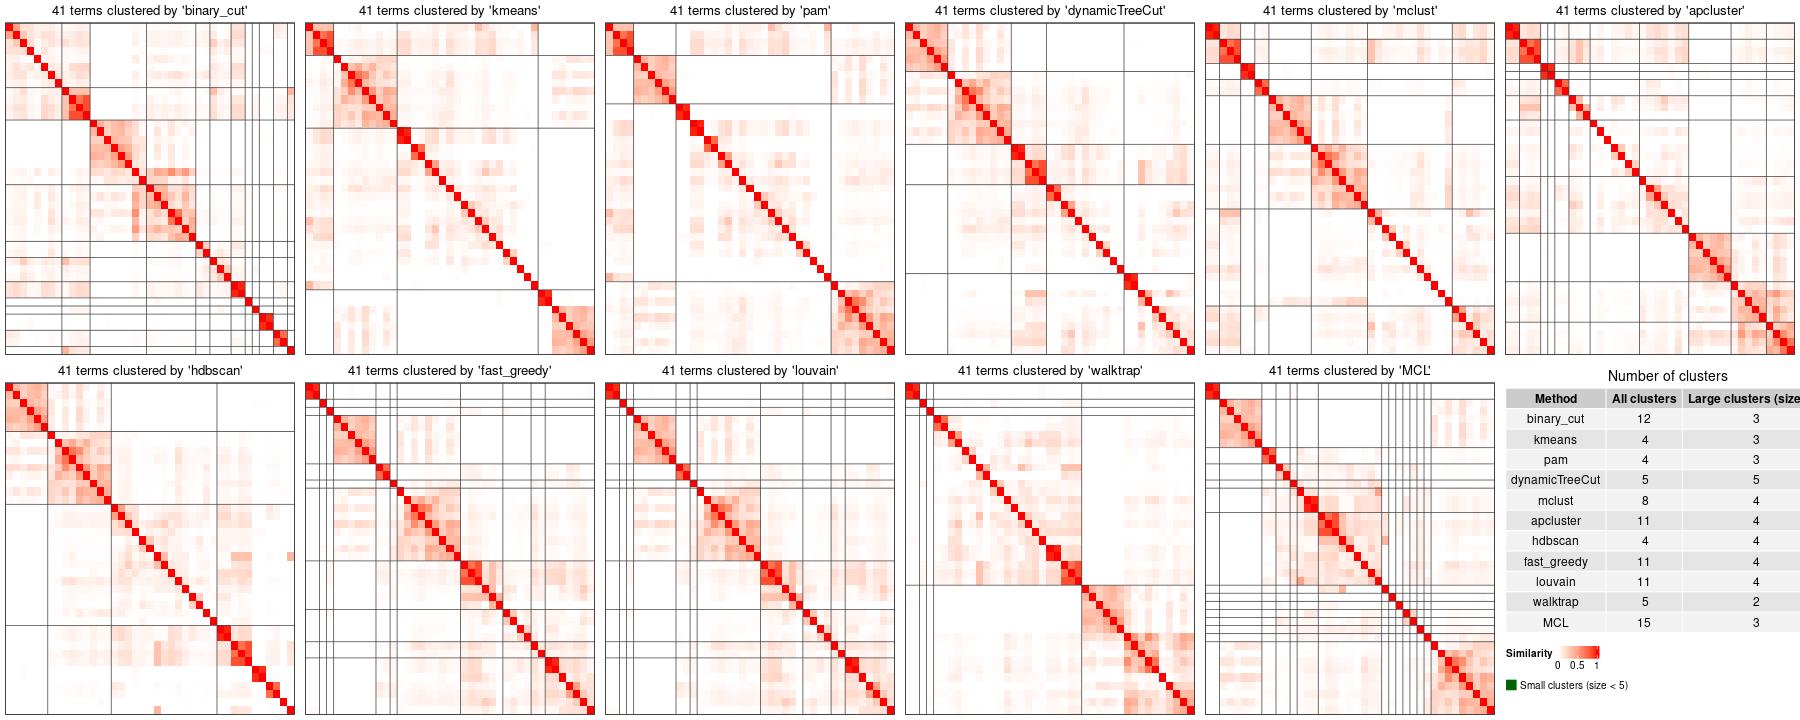 41 terms clustered by 'binary_cut'
41 terms clustered by 'kmeans'
41 terms clustered by 'pam'
41 terms clustered by 'dynamicTreeCut'
41 terms clustered by 'mclust'
41 terms clustered by 'apcluster'
41 terms clustered by 'hdbscan'
41 terms clustered by 'fast_greedy'
41 terms clustered by 'louvain'
41 terms clustered by 'walktrap'
41 terms clustered by 'MCL'
Number of clusters
Method All clusters Large clusters (size
binary_cut 12 3
kmeans 4 3
pam 4 3
dynamicTreeCut 5 5
mclust 8 4
apcluster 11 4
hdbscan 4 4
fast_greedy 11 4
louvain 11 4
walktrap 5 2
MCL 15 3
Similarity
0 0.5 1
Small clusters (size < 5)